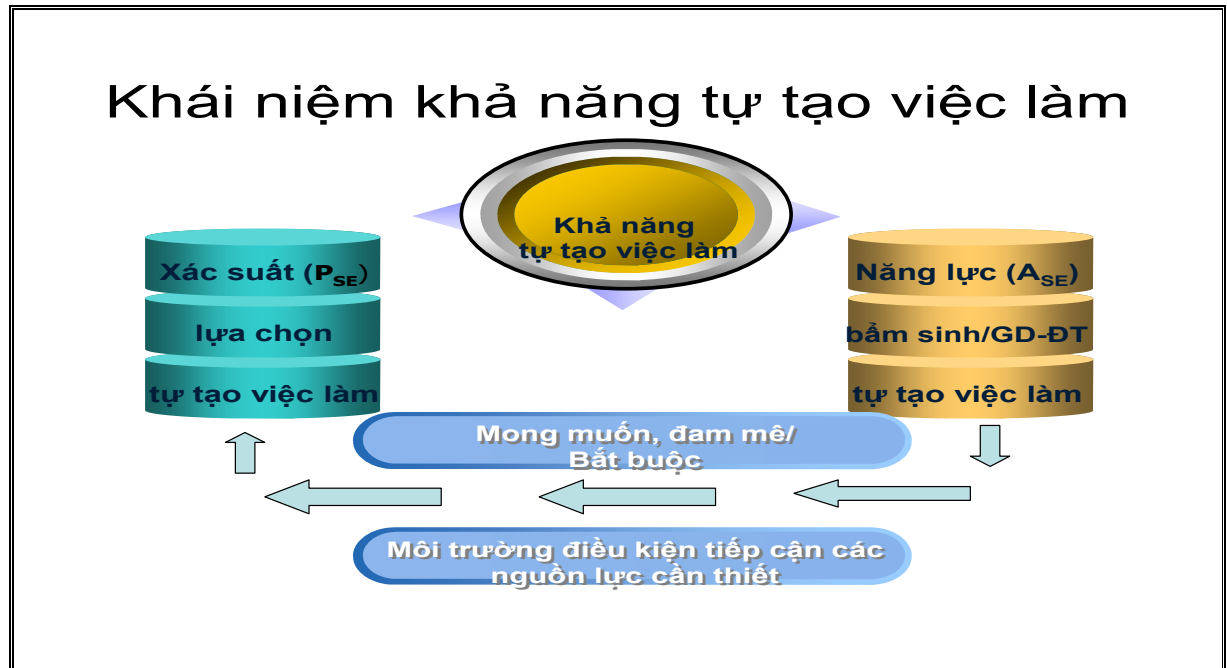 Khái niệm khả năng tự tạo việc làm
Khả năng
tự tạo việc làm
Xác suất (PSE)
lựa chọn
tự tạo việc làm
Năng lực (ASE)
bẩm sinh/GD-ĐT
tự tạo việc làm
Mong muốn, đam mê/
Bắt buộc
Môi trường điều kiện tiếp cận các
nguồn lực cần thiết